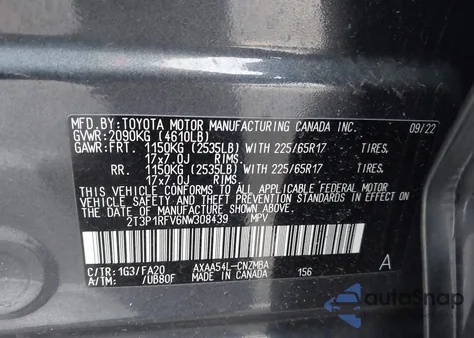 MFD.BY: TOYOTA MOTOR MANUFACTURING CANADA INC. 09/22
GVWR: 2090KG (4610LB)
GAWR: FRT. 1150KG (2535LB) WITH 225/65R17 TIRES,
17x7.0J RIMS,
RR. 1150KG (2535LB) WITH 225/65R17 TIRES,
17x7.0J RIMS,
THIS VEHICLE CONFORMS TO ALL APPLICABLE FEDERAL MOTOR
VEHICLE SAFETY AND THEFT PREVENTION STANDARDS IN EFFECT
ON THE DATE OF MANUFACTURE SHOWN ABOVE.
2T3P1RFV6NW308439 MPV
C/TR: 1G3/FA20 AXAA54L-CNZMBA A
A/TM: /UB80F MADE IN CANADA 156
AutoSnap